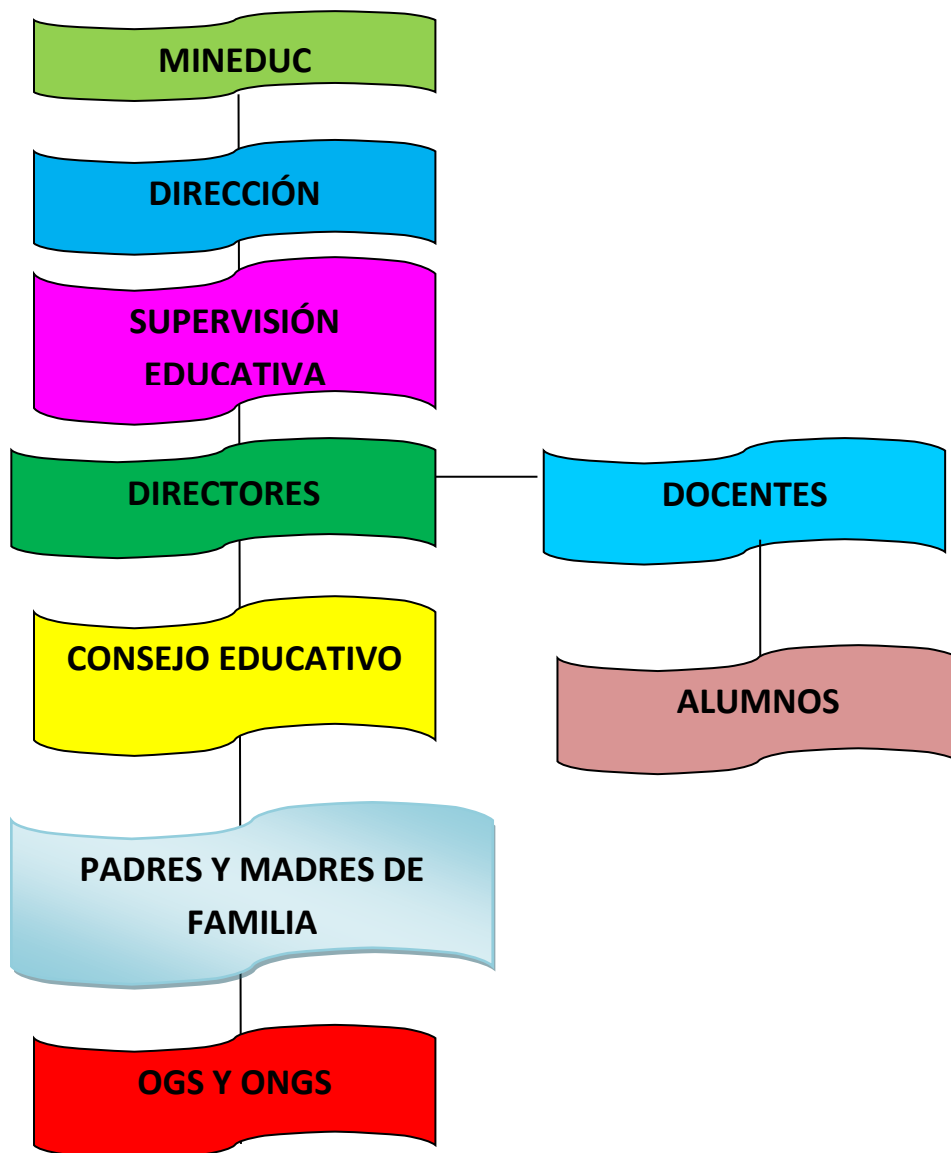 MINEDUC
DIRECCIÓN
SUPERVISIÓN
EDUCATIVA
DIRECTORES
DOCENTES
CONSEJO EDUCATIVO
ALUMNOS
PADRES Y MADRES DE
FAMILIA
OGS Y ONGS